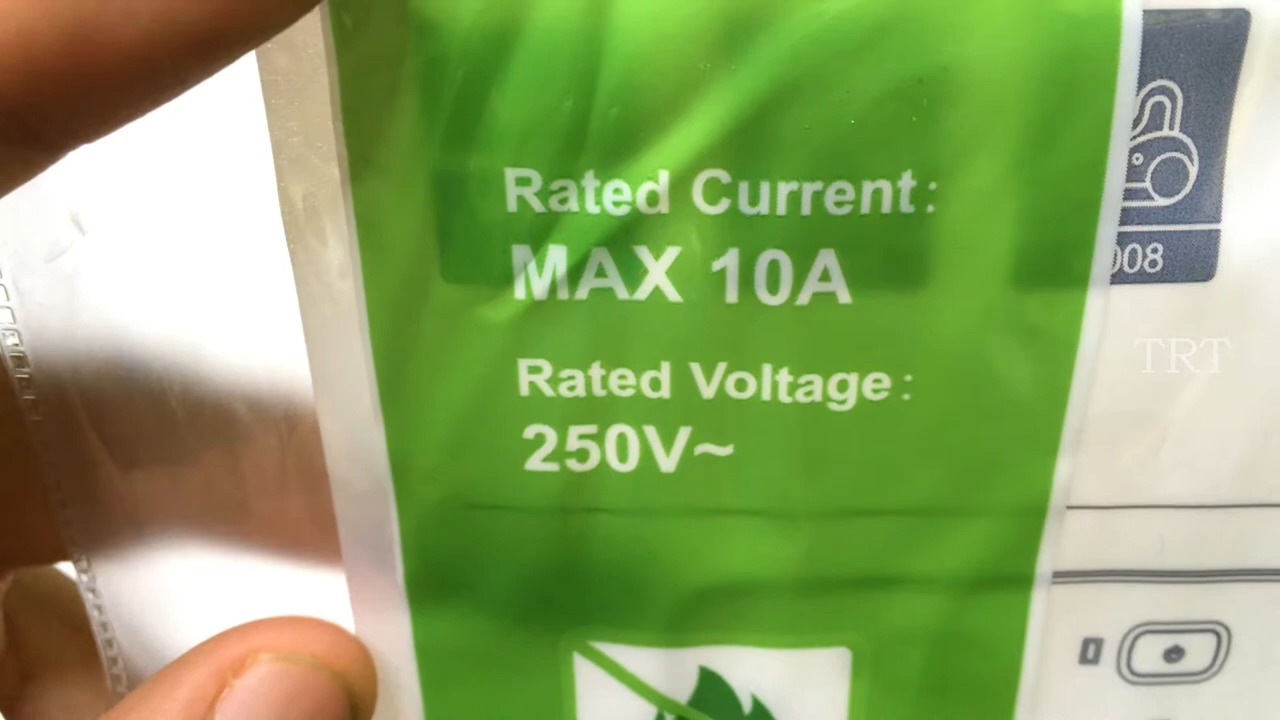 Rated Current:
MAX 10A
Rated Voltage:
250V~
008
TRT